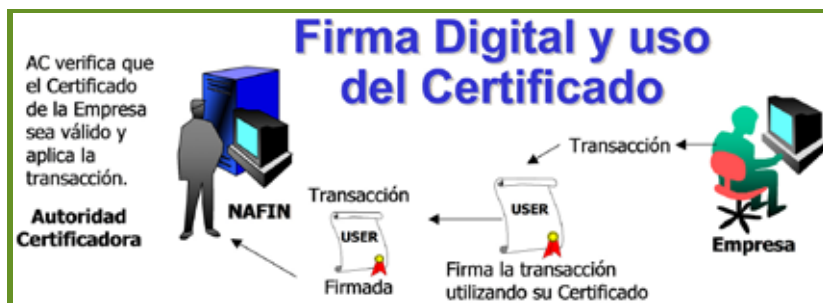 Firma Digital y uso
del Certificado
AC verifica que
el Certificado
de la Empresa
sea válido y
aplica la
transacción.
Autoridad
Certificadora
NAFIN
Transacción
USER
Firmada
Transacción
USER
Firma la transacción
utilizando su Certificado
Empresa